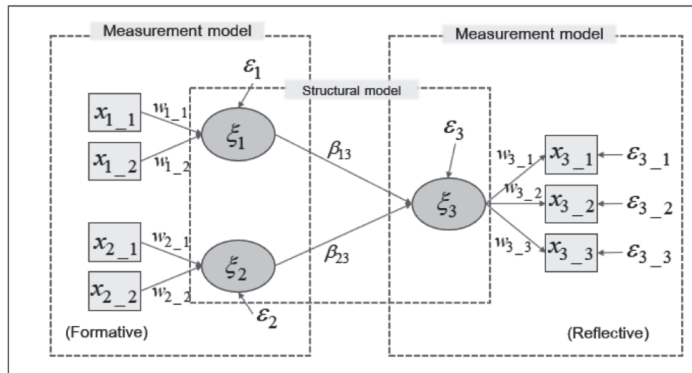 Measurement model
Measurement model
Structural model
ε1
x1_1 w1_1
ξ1
x1_2 w1_2
β13
ε3
w3_1 x3_1 ε3_1
ξ3 w3_2 x3_2 ε3_2
w3_3 x3_3 ε3_3
x2_1 w2_1
ξ2
x2_2 w2_2
β23
ε2
(Formative)
(Reflective)